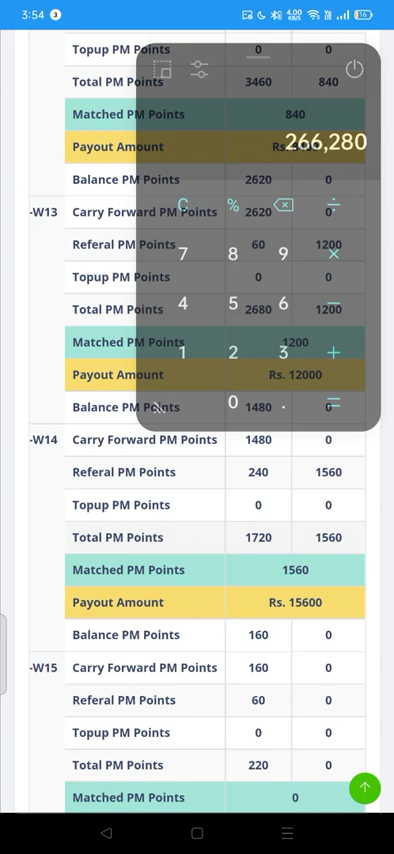 3:54 3 4.00 KB/S 16
Topup PM Points 0 0
Total PM Points 3460 840
Matched PM Points 840
266,280
Payout Amount Rs.
Balance PM Points 2620 0
C %  ÷
-W13 Carry Forward PM Points 2620 0
Referal PM Points 60 1200
7 8 9 ×
Topup PM Points 0 0
4 5 6 −
Total PM Points 2680 1200
Matched PM Points 1200
1 2 3 +
Payout Amount Rs. 12000
0 . =
Balance PM Points 1480 0
-W14 Carry Forward PM Points 1480 0
Referal PM Points 240 1560
Topup PM Points 0 0
Total PM Points 1720 1560
Matched PM Points 1560
Payout Amount Rs. 15600
Balance PM Points 160 0
-W15 Carry Forward PM Points 160 0
Referal PM Points 60 0
Topup PM Points 0 0
Total PM Points 220 0
Matched PM Points 0